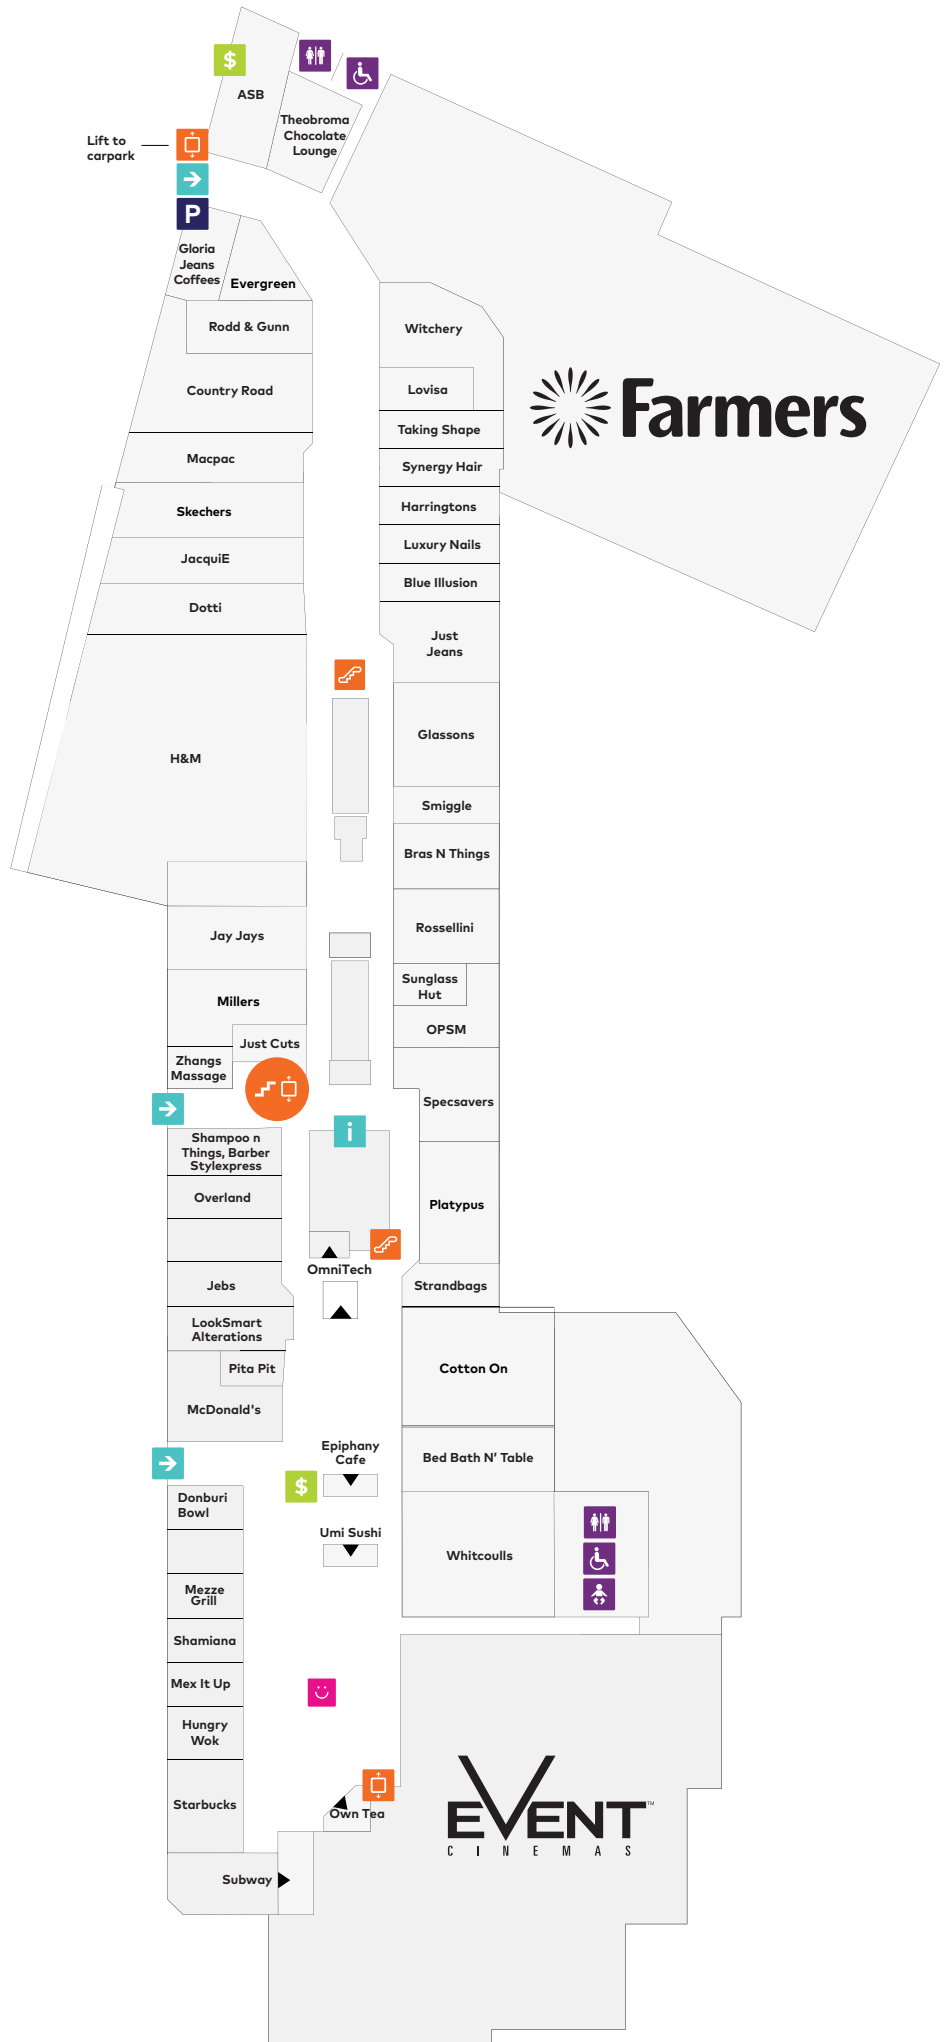 $
ASB
Theobroma
Chocolate
Lounge
Lift to
carpark
P
Gloria
Jeans
Coffees
Evergreen
Rodd & Gunn
Country Road
Macpac
Skechers
JacquiE
Dotti
H&M
Witchery
Lovisa
Taking Shape
Synergy Hair
Harringtons
Luxury Nails
Blue Illusion
Just
Jeans
Glassons
Smiggle
Bras N Things
Rossellini
Sunglass
Hut
OPSM
Specsavers
Platypus
Strandbags
Farmers
Jay Jays
Millers
Just Cuts
Zhangs
Massage
i
Shampoo n
Things, Barber
Stylexpress
Overland
OmniTech
Jebs
LookSmart
Alterations
Pita Pit
McDonald's
Cotton On
Bed Bath N' Table
Whitcoulls
Epiphany
Cafe
$
Umi Sushi
Donburi
Bowl
Mezze
Grill
Shamiana
Mex It Up
Hungry
Wok
Starbucks
Subway
Own Tea
EVENT™
CINEMAS